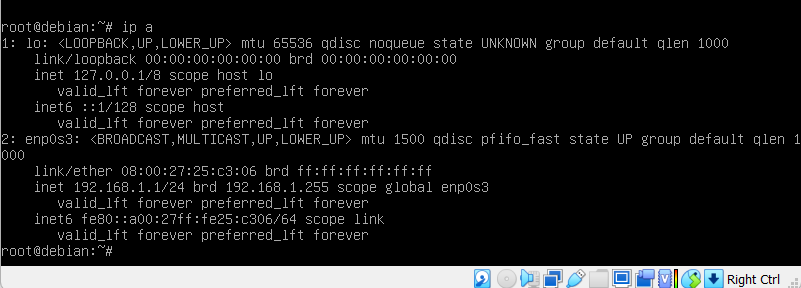 root@debian:~# ip a
1: lo: <LOOPBACK,UP,LOWER_UP> mtu 65536 qdisc noqueue state UNKNOWN group default qlen 1000
    link/loopback 00:00:00:00:00:00 brd 00:00:00:00:00:00
    inet 127.0.0.1/8 scope host lo
       valid_lft forever preferred_lft forever
    inet6 ::1/128 scope host
       valid_lft forever preferred_lft forever
2: enp0s3: <BROADCAST,MULTICAST,UP,LOWER_UP> mtu 1500 qdisc pfifo_fast state UP group default qlen 1
000
    link/ether 08:00:27:25:c3:06 brd ff:ff:ff:ff:ff:ff
    inet 192.168.1.1/24 brd 192.168.1.255 scope global enp0s3
       valid_lft forever preferred_lft forever
    inet6 fe80::a00:27ff:fe25:c306/64 scope link
       valid_lft forever preferred_lft forever
root@debian:~#
Right Ctrl